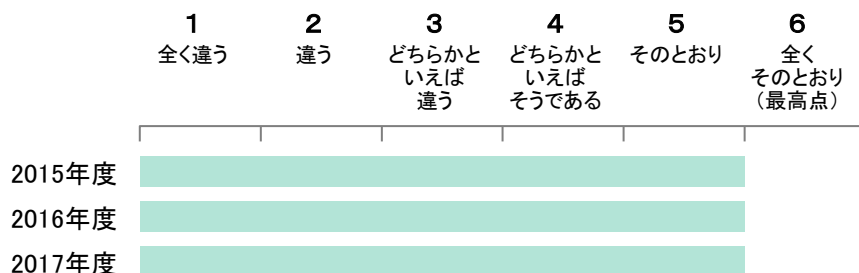 1 2 3 4 5 6
全く違う 違う どちらかと どちらかと そのとおり 全く
いえば いえば そのとおり
違う そうである （最高点）
2015年度
2016年度
2017年度